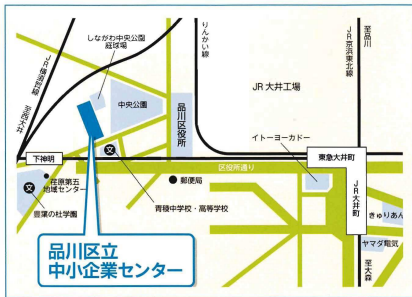 しながわ中央公園
庭球場
中央公園
品川区役所
りんかい線
至品川
JR京浜東北線
JR横須賀線
至西大井
JR大井工場
イトーヨーカドー
下神明
区役所通り
東急大井町
荏原第五
地域センター
文
文
青稜中学校・高等学校
郵便局
豊葉の杜学園
JR大井町
きゅりあん
ヤマダ電気
至大森
品川区立
中小企業センター